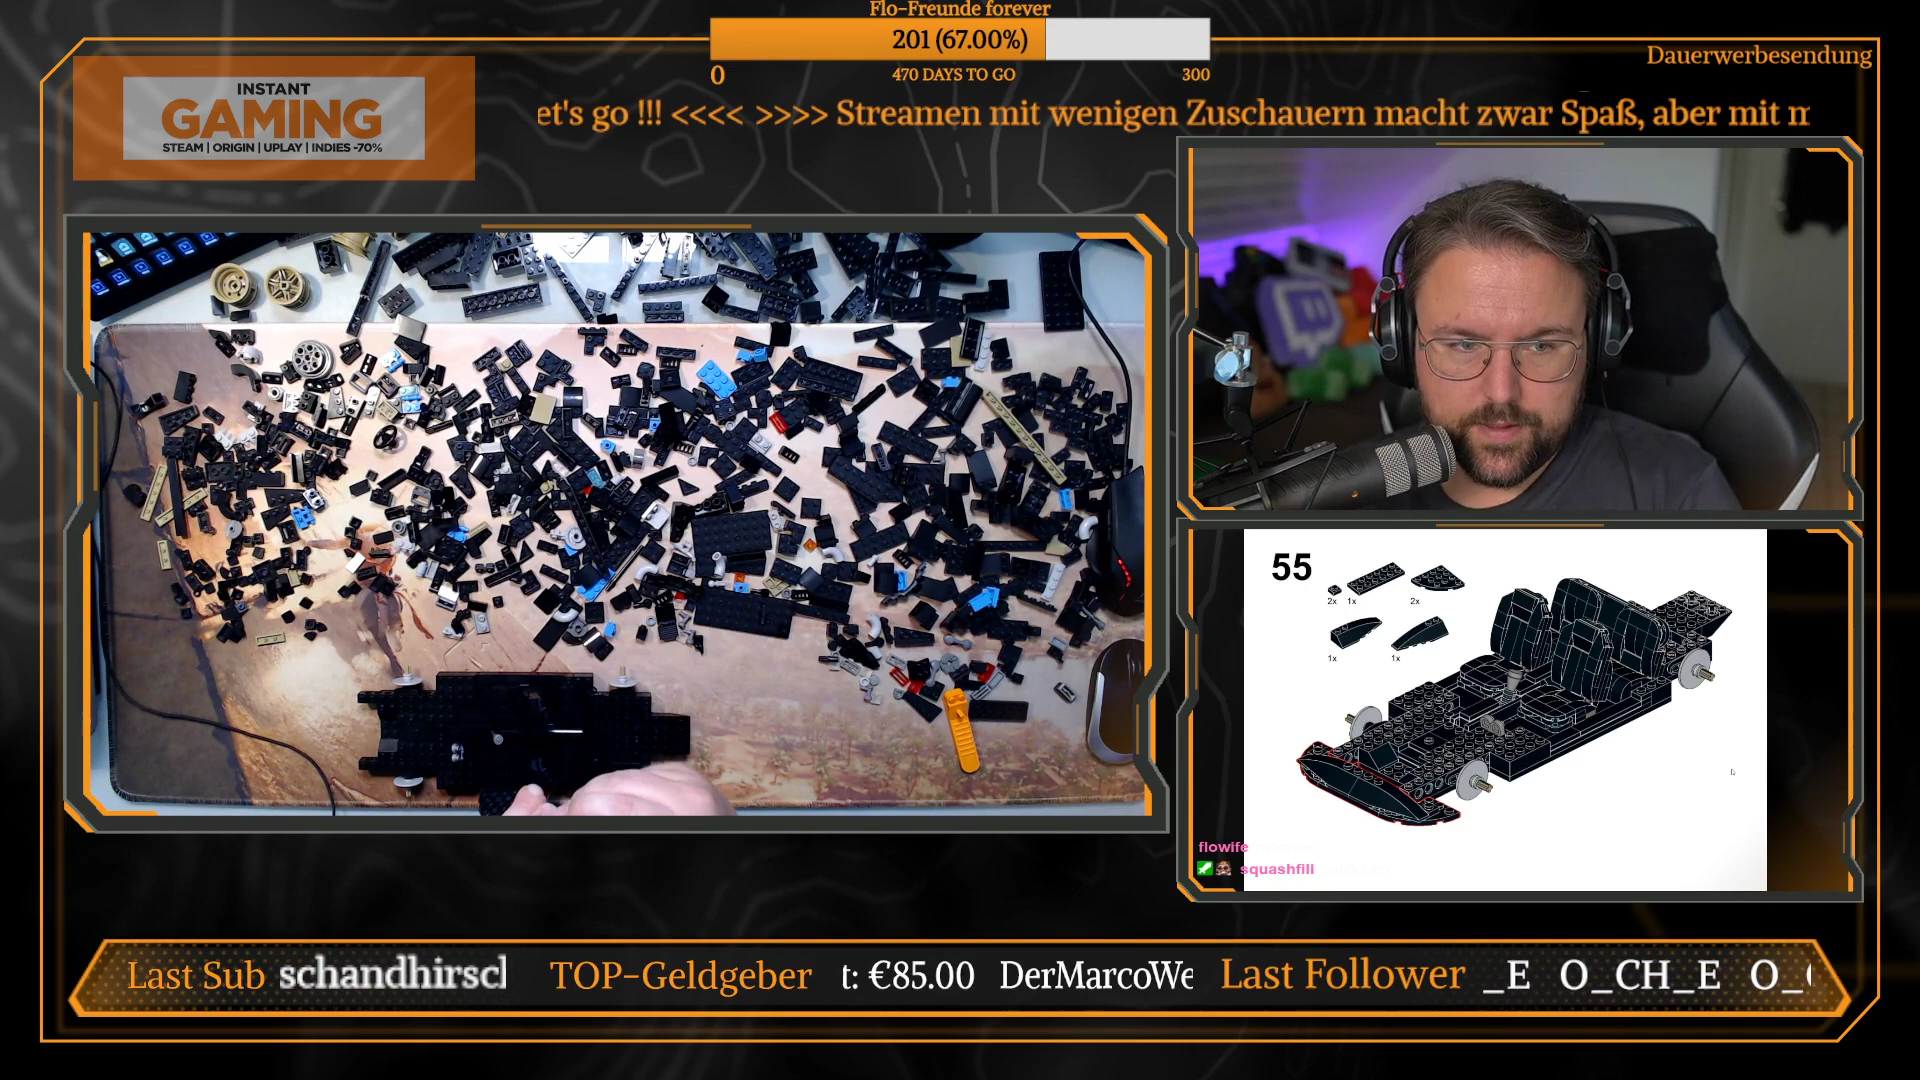 Flo-Freunde forever
201 (67.00%)
0
470 DAYS TO GO
300
Dauerwerbesendung
INSTANT
GAMING
STEAM | ORIGIN | UPLAY | INDIES -70%
et's go !!! <<<< >>>> Streamen mit wenigen Zuschauern macht zwar Spaß, aber mit m
55
2x 1x 2x
1x 1x
flowife
squashfill
Last Sub schandhirscl
TOP-Geldgeber t: €85.00 DerMarcoWe
Last Follower _E O_CH_E O_